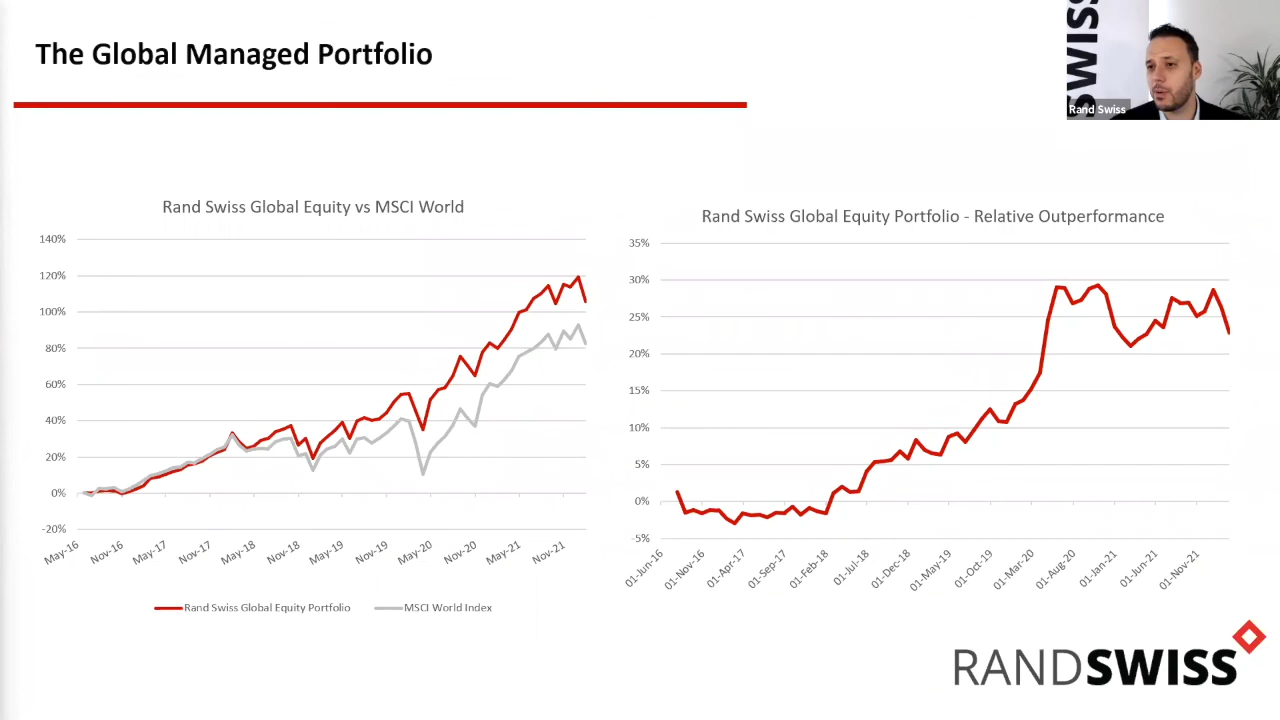 The Global Managed Portfolio
SWISS
Rand Swiss
Rand Swiss Global Equity vs MSCI World
140%
120%
100%
80%
60%
40%
20%
0%
-20%
May-16
Nov-16
May-17
Nov-17
May-18
Nov-18
May-19
Nov-19
May-20
Nov-20
May-21
Nov-21
Rand Swiss Global Equity Portfolio
MSCI World Index
Rand Swiss Global Equity Portfolio - Relative Outperformance
35%
30%
25%
20%
15%
10%
5%
0%
-5%
01-Jun-16
01-Nov-16
01-Apr-17
01-Sep-17
01-Feb-18
01-Jul-18
01-Dec-18
01-May-19
01-Oct-19
01-Mar-20
01-Aug-20
01-Jan-21
01-Jun-21
01-Nov-21
RANDSWISS